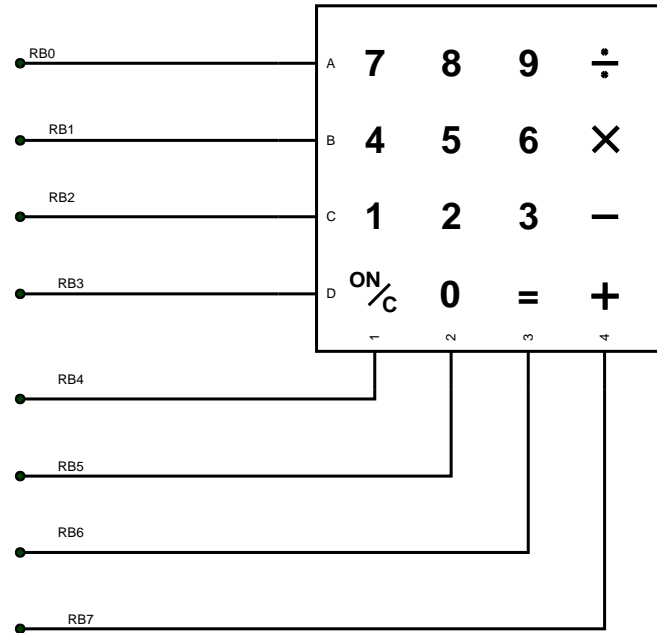 RB0
A 7 8 9 ÷
RB1
B 4 5 6 ×
RB2
C 1 2 3 −
RB3
D ON/C 0 = +
1 2 3 4
RB4
RB5
RB6
RB7